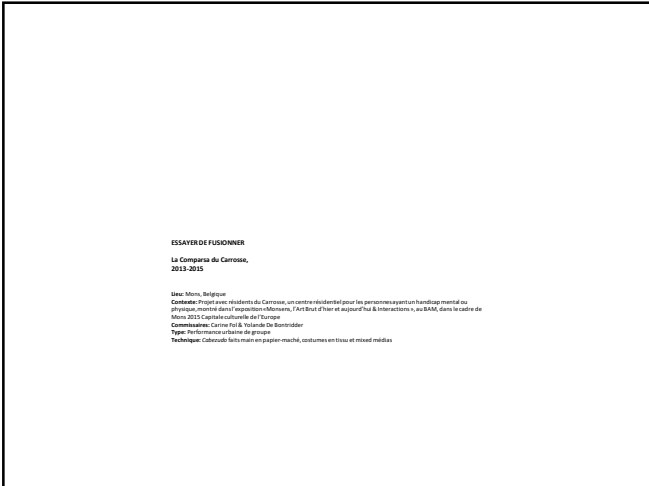 ESSAYER DE FUSIONNER
La Comparsa du Carrosse,
2013-2015
Lieu: Mons, Belgique
Contexte: Projet avec résidents du Carrosse, un centre résidentiel pour les personnes ayant un handicap mental ou
physique, montré dans l'exposition «Monsens, l'Art Brut d'hier et aujourd'hui & interactions », au BAM, dans le cadre de
Mons 2015 Capitale culturelle de l'Europe
Commissaires: Carine Fol & Yolande De Bontridder
Type: Performance urbaine de groupe
Technique: Cabezudo faits main en papier-maché, costumes en tissu et mixed médias